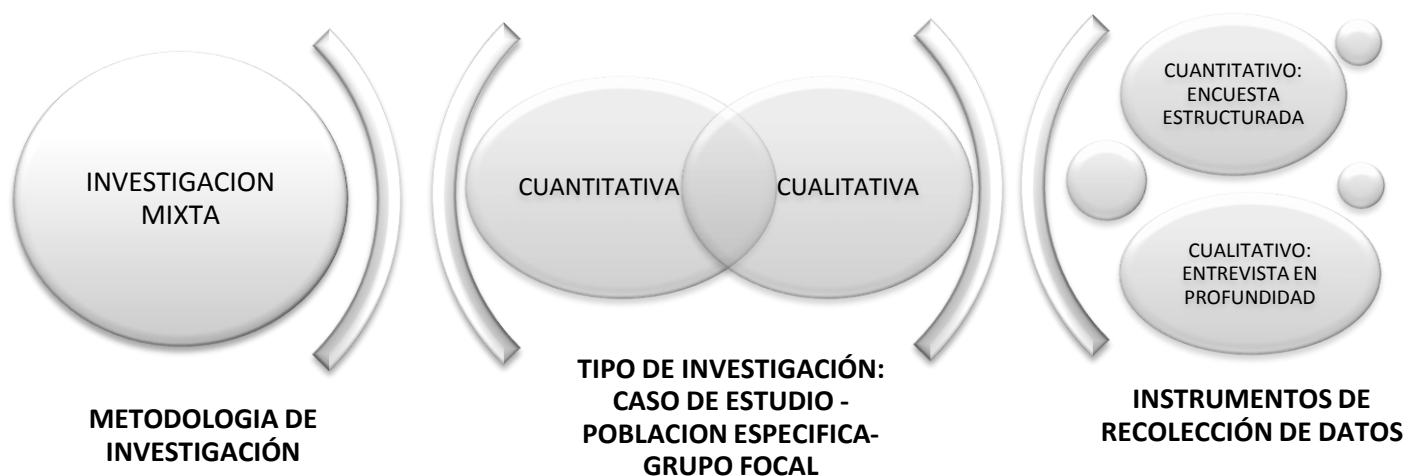 INVESTIGACION
MIXTA
METODOLOGIA DE
INVESTIGACIÓN
CUANTITATIVA
CUALITATIVA
TIPO DE INVESTIGACIÓN:
CASO DE ESTUDIO -
POBLACION ESPECIFICA-
GRUPO FOCAL
CUANTITATIVO:
ENCUESTA
ESTRUCTURADA
CUALITATIVO:
ENTREVISTA EN
PROFUNDIDAD
INSTRUMENTOS DE
RECOLECCIÓN DE DATOS